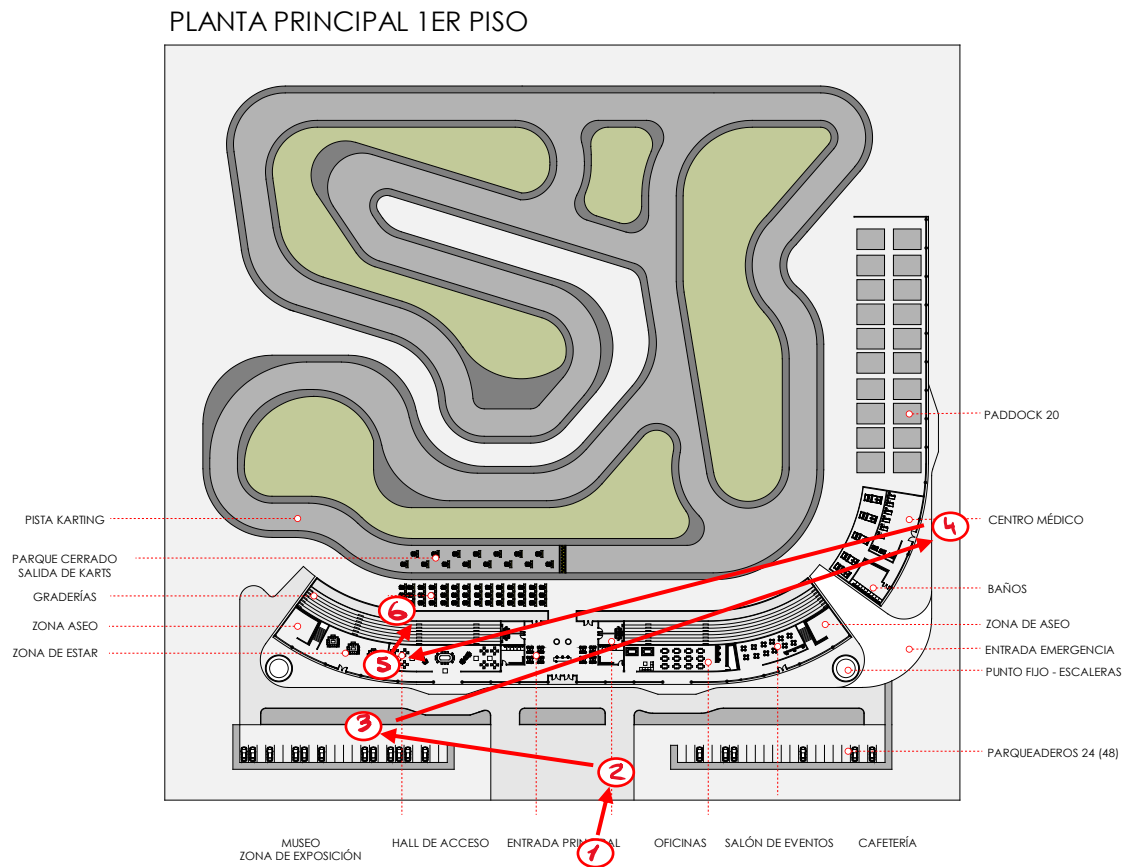 PLANTA PRINCIPAL 1ER PISO
PADDOCK 20
PISTA KARTING
CENTRO MÉDICO
4
PARQUE CERRADO
SALIDA DE KARTS
GRADERÍAS
BAÑOS
6
ZONA ASEO
ZONA DE ASEO
ZONA DE ESTAR
5
ENTRADA EMERGENCIA
PUNTO FIJO - ESCALERAS
3
PARQUEADEROS 24 (48)
2
MUSEO
ZONA DE EXPOSICIÓN
HALL DE ACCESO
ENTRADA PRINCIPAL
1
OFICINAS
SALÓN DE EVENTOS
CAFETERÍA